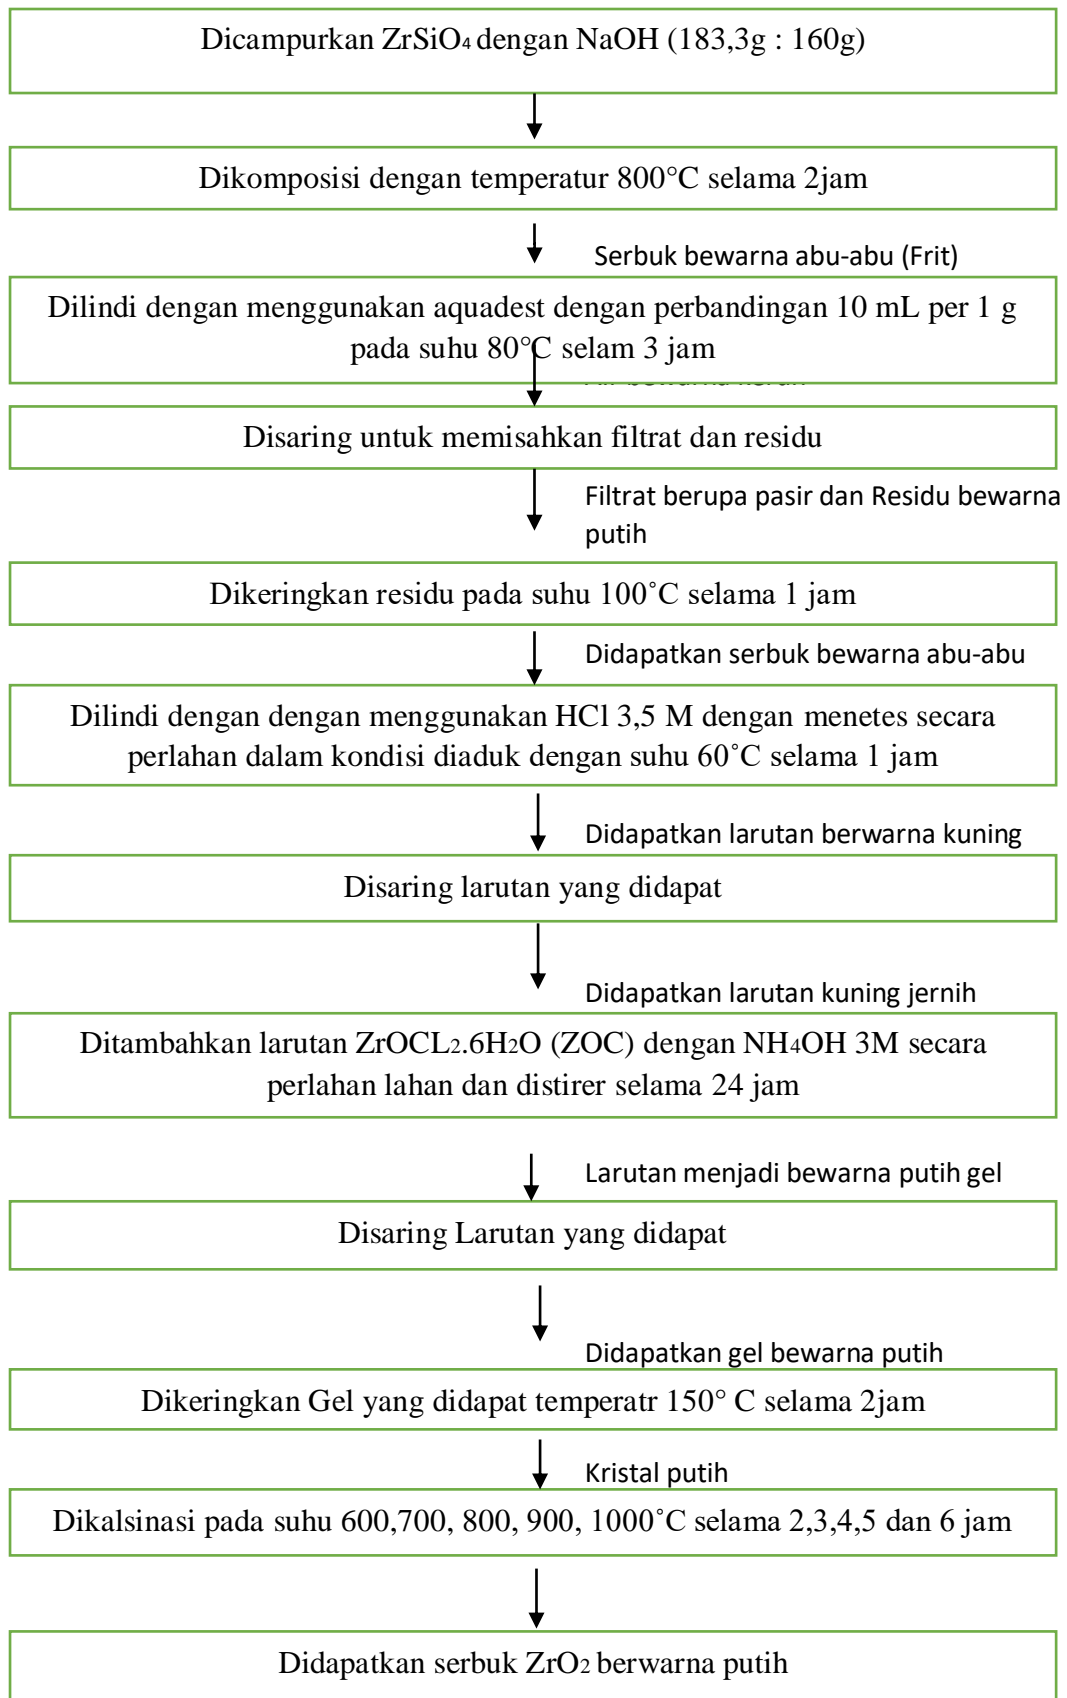 Dicampurkan ZrSiO₄ dengan NaOH (183,3g : 160g)
Dikomposisi dengan temperatur 800°C selama 2jam
Serbuk bewarna abu-abu (Frit)
Dilindi dengan menggunakan aquadest dengan perbandingan 10 mL per 1 g
pada suhu 80°C selam 3 jam
Disaring untuk memisahkan filtrat dan residu
Filtrat berupa pasir dan Residu bewarna
putih
Dikeringkan residu pada suhu 100˚C selama 1 jam
Didapatkan serbuk bewarna abu-abu
Dilindi dengan dengan menggunakan HCl 3,5 M dengan menetes secara
perlahan dalam kondisi diaduk dengan suhu 60˚C selama 1 jam
Didapatkan larutan berwarna kuning
Disaring larutan yang didapat
Didapatkan larutan kuning jernih
Ditambahkan larutan ZrOCL₂.6H₂O (ZOC) dengan NH₄OH 3M secara
perlahan lahan dan distirer selama 24 jam
Larutan menjadi bewarna putih gel
Disaring Larutan yang didapat
Didapatkan gel bewarna putih
Dikeringkan Gel yang didapat temperatr 150° C selama 2jam
Kristal putih
Dikalsinasi pada suhu 600,700, 800, 900, 1000˚C selama 2,3,4,5 dan 6 jam
Didapatkan serbuk ZrO₂ berwarna putih